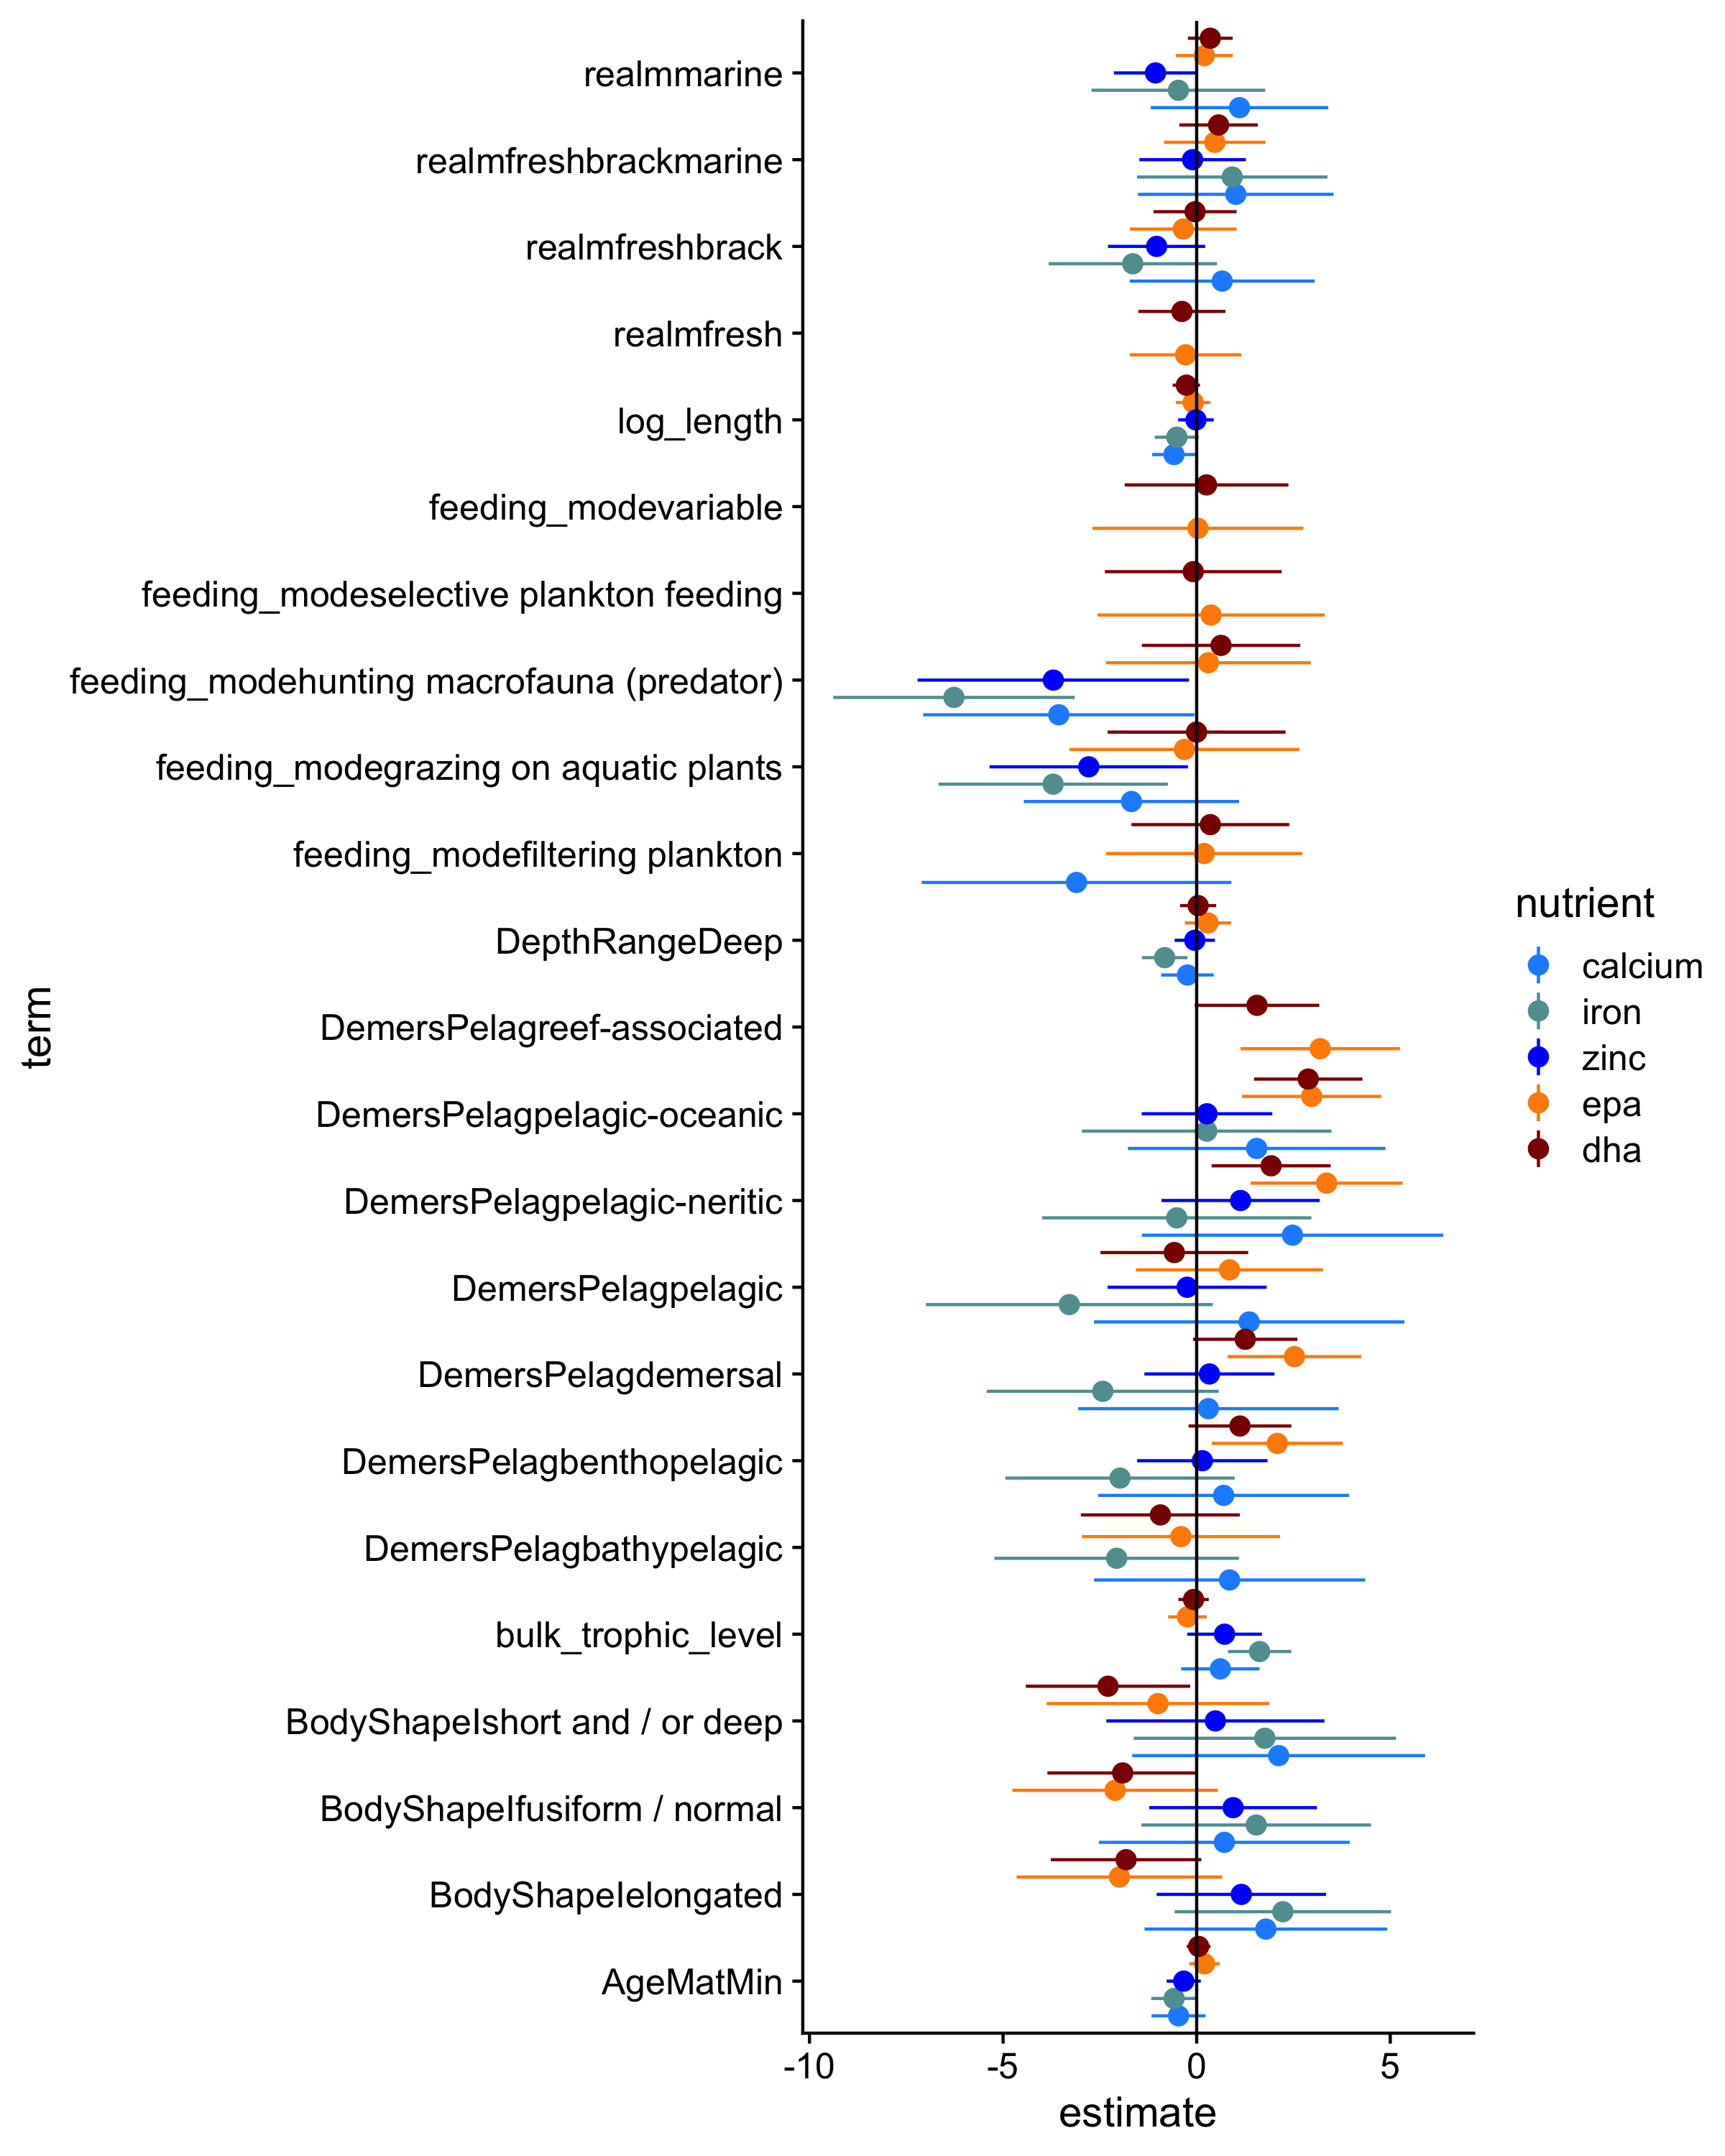 realmmarine
realmfreshbrackmarine
realmfreshbrack
realmfresh
log_length
feeding_modevariable
feeding_modeselective plankton feeding
feeding_modehunting macrofauna (predator)
feeding_modegrazing on aquatic plants
feeding_modefiltering plankton
DepthRangeDeep
DemersPelagreef-associated
DemersPelagpelagic-oceanic
DemersPelagpelagic-neritic
DemersPelagpelagic
DemersPelagdemersal
DemersPelagbenthopelagic
DemersPelagbathypelagic
bulk_trophic_level
BodyShapeIshort and / or deep
BodyShapeIfusiform / normal
BodyShapeIelongated
AgeMatMin
term
-10 -5 0 5
estimate
nutrient
calcium
iron
zinc
epa
dha